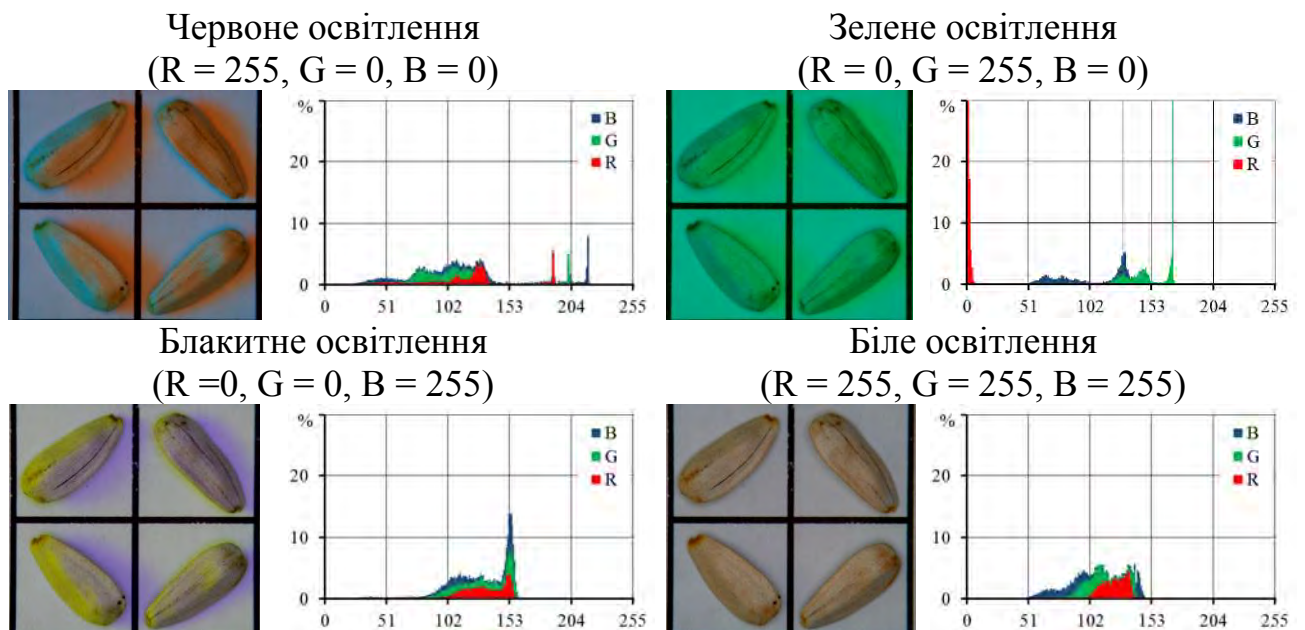 Червоне освітлення
(R = 255, G = 0, B = 0)
%
20
10
0
0 51 102 153 204 255
B
G
R
Зелене освітлення
(R = 0, G = 255, B = 0)
%
20
10
0
0 51 102 153 204 255
B
G
R
Блакитне освітлення
(R =0, G = 0, B = 255)
%
20
10
0
0 51 102 153 204 255
B
G
R
Біле освітлення
(R = 255, G = 255, B = 255)
%
20
10
0
0 51 102 153 204 255
B
G
R